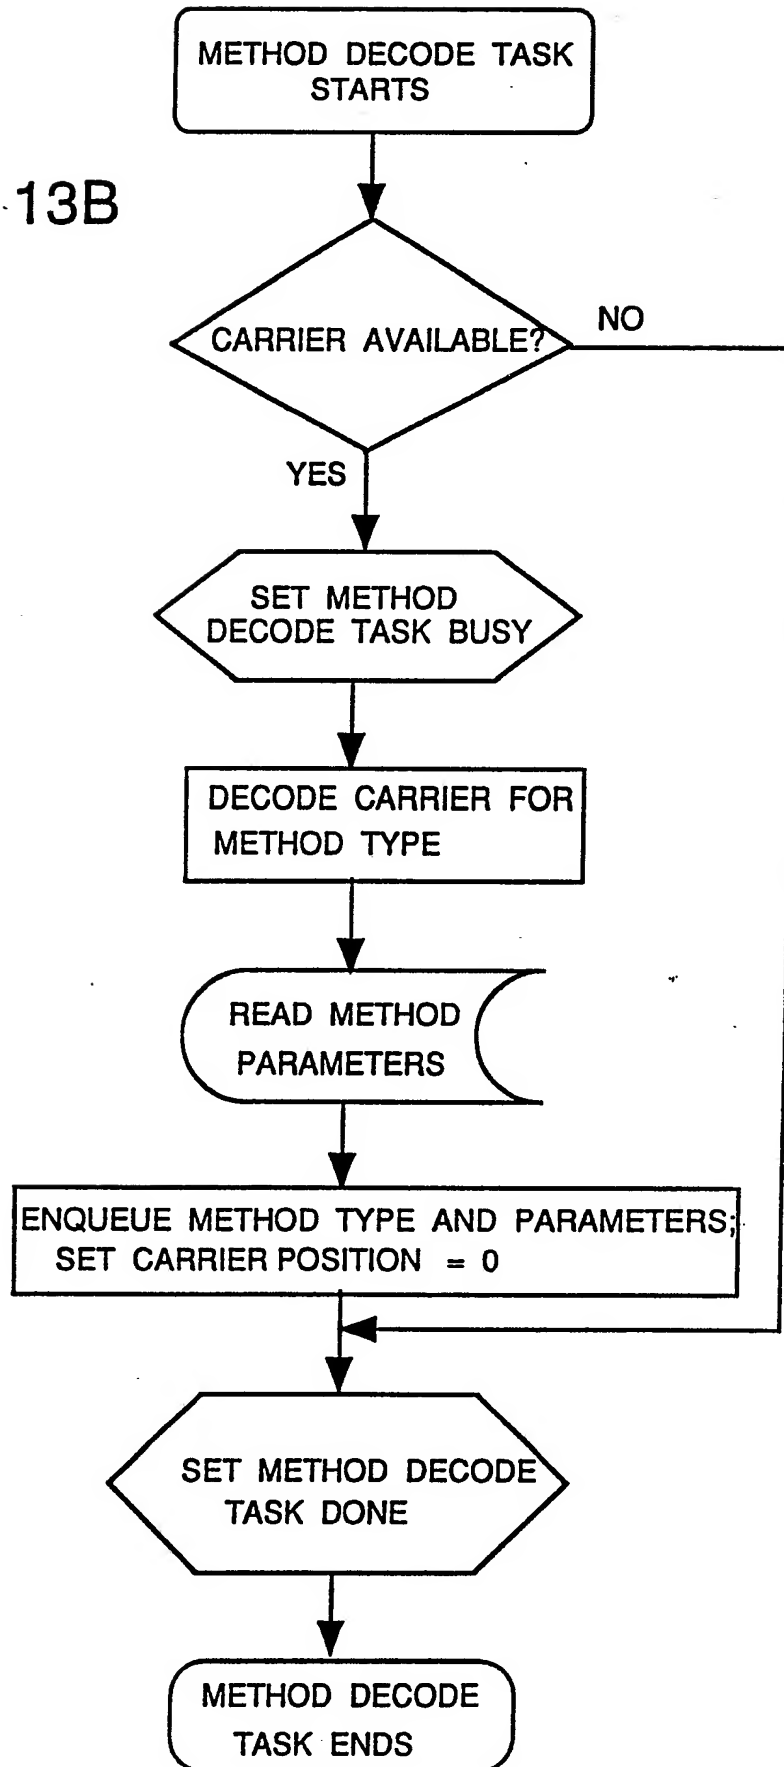 METHOD DECODE TASK
STARTS
13B
CARRIER AVAILABLE?
NO
YES
SET METHOD
DECODE TASK BUSY
DECODE CARRIER FOR
METHOD TYPE
READ METHOD
PARAMETERS
ENQUEUE METHOD TYPE AND PARAMETERS;
SET CARRIER POSITION = 0
SET METHOD DECODE
TASK DONE
METHOD DECODE
TASK ENDS